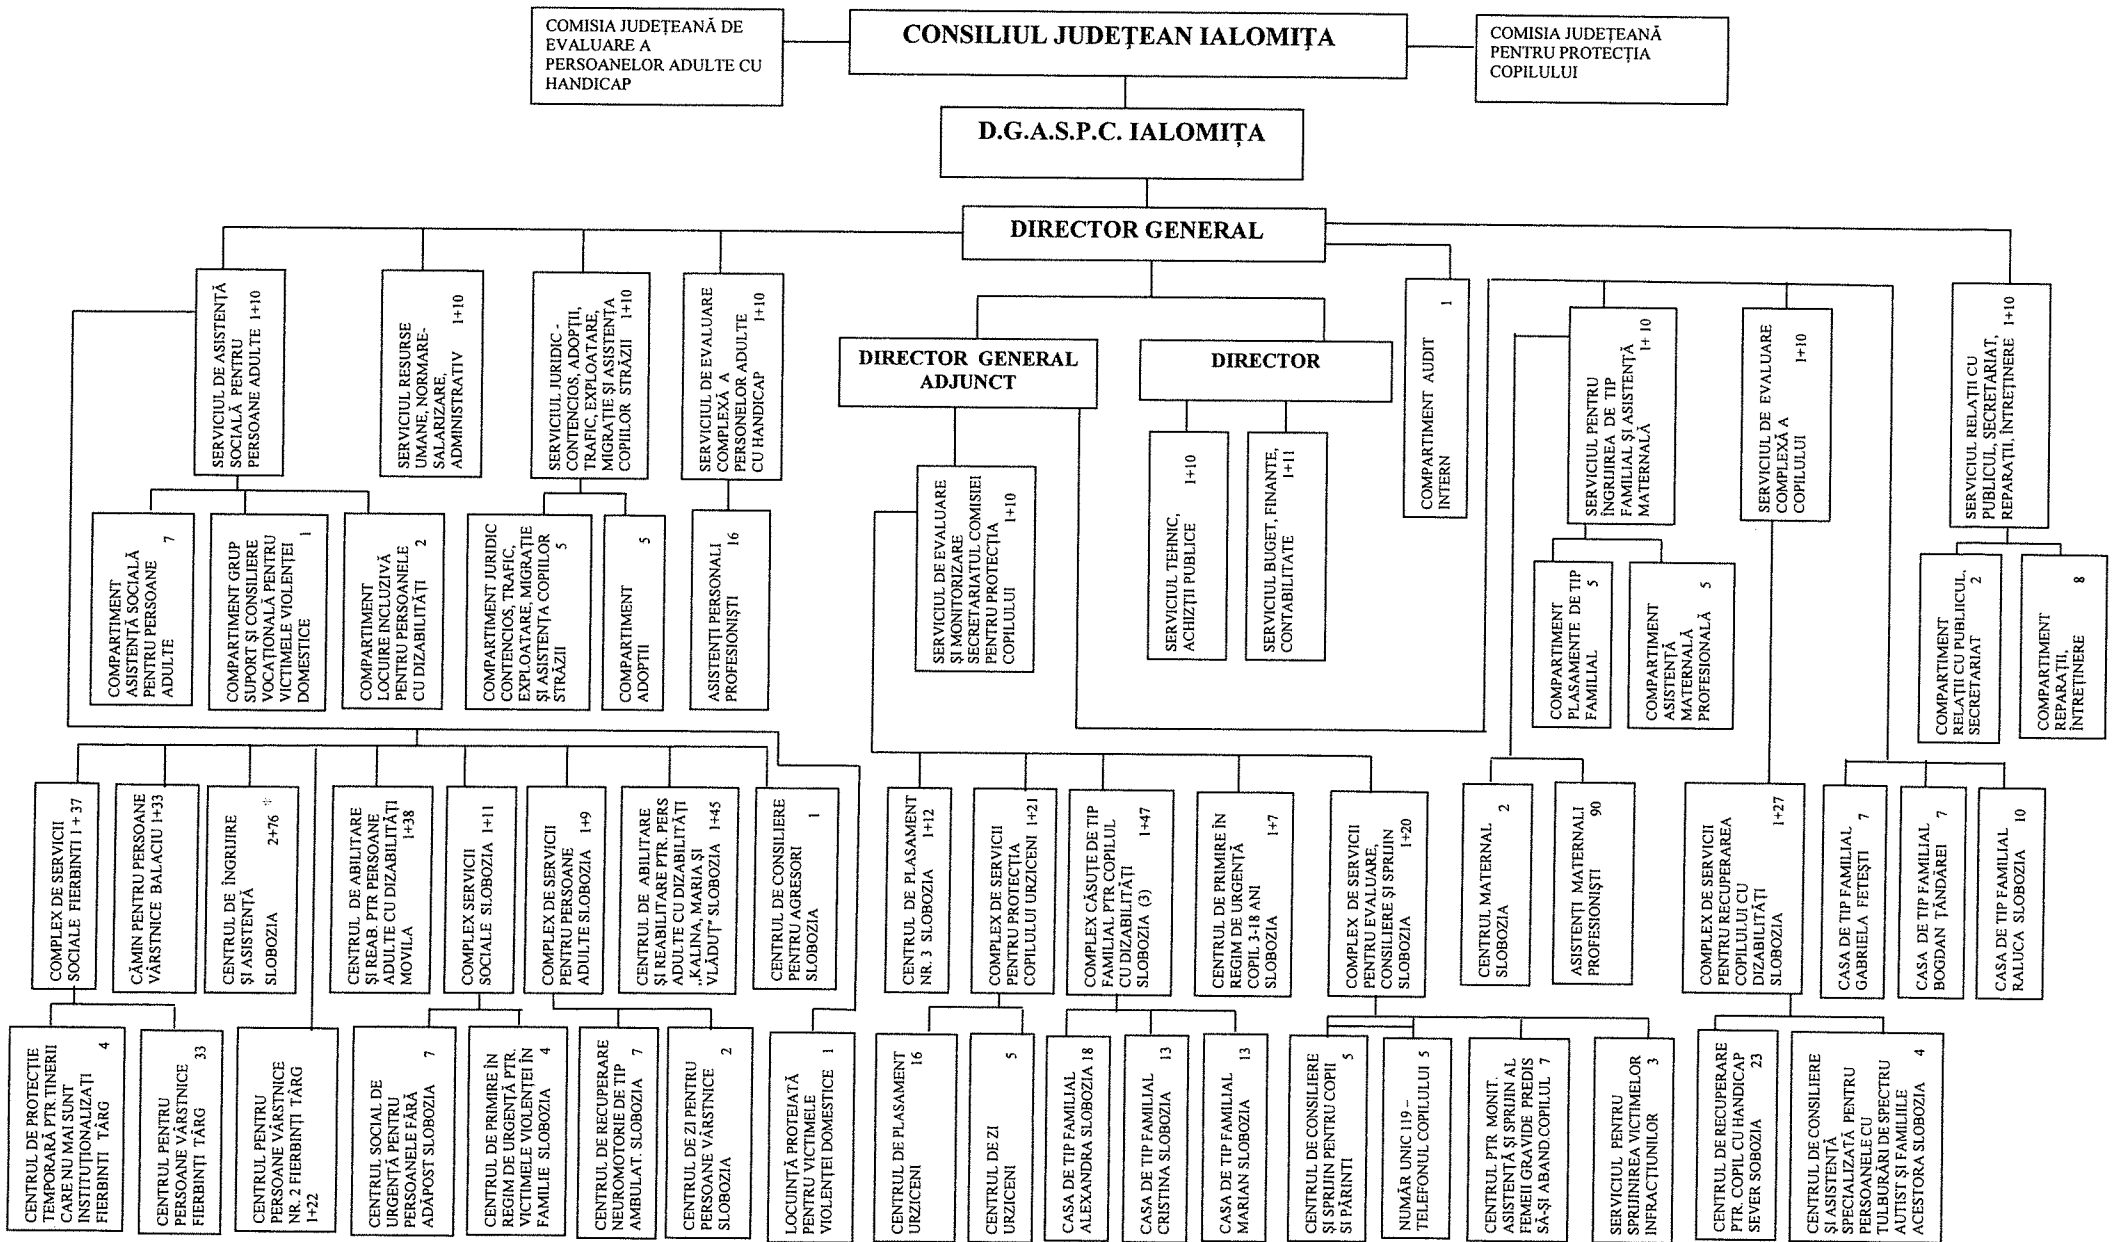 COMISIA JUDEȚEANĂ DE
EVALUARE A
PERSOANELOR ADULTE CU
HANDICAP
CONSILIUL JUDEȚEAN IALOMIȚA
COMISIA JUDEȚEANĂ
PENTRU PROTECȚIA
COPILULUI
D.G.A.S.P.C. IALOMIȚA
DIRECTOR GENERAL
SERVICIUL DE ASISTENȚĂ
SOCIALĂ PENTRU
PERSOANE ADULTE 1+10
SERVICIUL RESURSE
UMANE, NORMARE-
SALARIZARE,
ADMINISTRATIV 1+10
SERVICIUL JURIDIC -
CONTENCIOS, ADOPȚII,
TRAFIC, EXPLOATARE,
MIGRAȚIE ȘI ASISTENȚA
COPIILOR STRĂZII 1+10
SERVICIUL DE EVALUARE
COMPLEXĂ A
PERSONELOR ADULTE
CU HANDICAP 1+10
DIRECTOR GENERAL
ADJUNCT
DIRECTOR
COMPARTIMENT AUDIT
INTERN 1
SERVICIUL PENTRU
ÎNGRIJIREA DE TIP
FAMILIAL ȘI ASISTENȚĂ
MATERNALĂ 1+ 10
SERVICIUL DE EVALUARE
COMPLEXĂ A
COPILULUI 1+10
SERVICIUL RELAȚII CU
PUBLICUL, SECRETARIAT,
REPARAȚII, ÎNTREȚINERE 1+10
COMPARTIMENT
ASISTENȚĂ SOCIALĂ
PENTRU PERSOANE
ADULTE 7
COMPARTIMENT GRUP
SUPORT ȘI CONSILIERE
VOCAȚIONALĂ PENTRU
VICTIMELE VIOLENȚEI
DOMESTICE 1
COMPARTIMENT
LOCUIRE INCLUZIVĂ
PENTRU PERSOANELE
CU DIZABILITĂȚI 2
COMPARTIMENT JURIDIC
CONTENCIOS, TRAFIC,
EXPLOATARE, MIGRAȚIE
ȘI ASISTENȚA COPIILOR
STRĂZII 5
COMPARTIMENT
ADOPTII 5
ASISTENȚI PERSONALI
PROFESIONIȘTI 16
SERVICIUL DE EVALUARE
ȘI MONITORIZARE
SECRETARIATUL COMISIEI
PENTRU PROTECȚIA
COPILULUI 1+10
SERVICIUL TEHNIC,
ACHIZȚII PUBLICE 1+10
SERVICIUL BUGET, FINANTE,
CONTABILITATE 1+11
COMPARTIMENT
PLASAMENTE DE TIP
FAMILIAL 5
COMPARTIMENT
ASISTENȚĂ
MATERNALĂ
PROFESIONALĂ 5
COMPARTIMENT
RELAȚII CU PUBLICUL,
SECRETARIAT 2
COMPARTIMENT
REPARAȚII,
ÎNTREȚINERE 8
COMPLEX DE SERVICII
SOCIALE FIERBINTI 1 + 37
CĂMIN PENTRU PERSOANE
VÂRSTNICE BALACIU 1+33
CENTRUL DE ÎNGRIJIRE
ȘI ASISTENȚĂ
SLOBOZIA 2+76 *
CENTRUL DE ABILITARE
ȘI REAB. PTR PERSOANE
ADULTE CU DIZABILITĂȚI
MOVILA 1+38
COMPLEX SERVICII
SOCIALE SLOBOZIA 1+11
COMPLEX DE SERVICII
PENTRU PERSOANE
ADULTE SLOBOZIA 1+9
CENTRUL DE ABILITARE
ȘI REABILITARE PTR. PERS
ADULTE CU DIZABILITĂȚI
„KALINA, MARIA ȘI
VLĂDUȚ” SLOBOZIA 1+45
CENTRUL DE CONSILIERE
PENTRU AGRESORI
SLOBOZIA 1
CENTRUL DE PLASAMENT
NR. 3 SLOBOZIA 1+12
COMPLEX DE SERVICII
PENTRU PROTECȚIA
COPILULUI URZICENI 1+21
COMPLEX CĂSUȚE DE TIP
FAMILIAL PTR COPILUL
CU DIZABILITĂȚI
SLOBOZIA (3) 1+47
CENTRUL DE PRIMIRE ÎN
REGIM DE URGENȚĂ
COPIL 3-18 ANI
SLOBOZIA 1+7
COMPLEX DE SERVICII
PENTRU EVALUARE,
CONSILIERE ȘI SPRIJIN
SLOBOZIA 1+20
CENTRUL MATERNAL
SLOBOZIA 2
ASISTENȚI MATERNALI
PROFESIONIȘTI 90
COMPLEX DE SERVICII
PENTRU RECUPERAREA
COPILULUI CU
DIZABILITĂȚI
SLOBOZIA 1+27
CASA DE TIP FAMILIAL
GABRIELA FETEȘTI 7
CASA DE TIP FAMILIAL
BOGDAN ȚĂNDĂREI 7
CASA DE TIP FAMILIAL
RALUCA SLOBOZIA 10
CENTRUL DE PROTECȚIE
TEMPORARĂ PTR TINERII
CARE NU MAI SUNT
INSTITUȚIONALIZAȚI
FIERBINTI TÂRG 4
CENTRUL PENTRU
PERSOANE VÂRSTNICE
FIERBINȚI TÂRG 33
CENTRUL PENTRU
PERSOANE VÂRSTNICE
NR. 2 FIERBINȚI TÂRG
1+22
CENTRUL SOCIAL DE
URGENȚĂ PENTRU
PERSOANELE FĂRĂ
ADĂPOST SLOBOZIA 7
CENTRUL DE PRIMIRE ÎN
REGIM DE URGENȚĂ PTR.
VICTIMELE VIOLENȚEI ÎN
FAMILIE SLOBOZIA 4
CENTRUL DE RECUPERARE
NEUROMOTORIE DE TIP
AMBULAT. SLOBOZIA 7
CENTRUL DE ZI PENTRU
PERSOANE VÂRSTNICE
SLOBOZIA 2
LOCUINȚĂ PROTEJATĂ
PENTRU VICTIMELE
VIOLENȚEI DOMESTICE 1
CENTRUL DE PLASAMENT
URZICENI 16
CENTRUL DE ZI
URZICENI 5
CASA DE TIP FAMILIAL
ALEXANDRA SLOBOZIA 18
CASA DE TIP FAMILIAL
CRISTINA SLOBOZIA 13
CASA DE TIP FAMILIAL
MARIAN SLOBOZIA 13
CENTRUL DE CONSILIERE
ȘI SPRIJIN PENTRU COPII
SI PĂRINTI 5
NUMĂR UNIC 119 –
TELEFONUL COPILULUI 5
CENTRUL PTR MONIT.
ASISTENȚĂ ȘI SPRIJIN AL
FEMEII GRAVIDE PREDIS
SĂ-ȘI ABAND.COPILUL 7
SERVICIUL PENTRU
SPRIJINIREA VICTIMELOR
INFRACȚIUNILOR 3
CENTRUL DE RECUPERARE
PTR. COPIL CU HANDICAP
SEVER SOBOZIA 23
CENTRUL DE CONSILIERE
ȘI ASISTENȚĂ
SPECIALIZATĂ PENTRU
PERSOANELE CU
TULBURĂRI DE SPECTRU
AUTIST ȘI FAMILIILE
ACESTORA SLOBOZIA 4